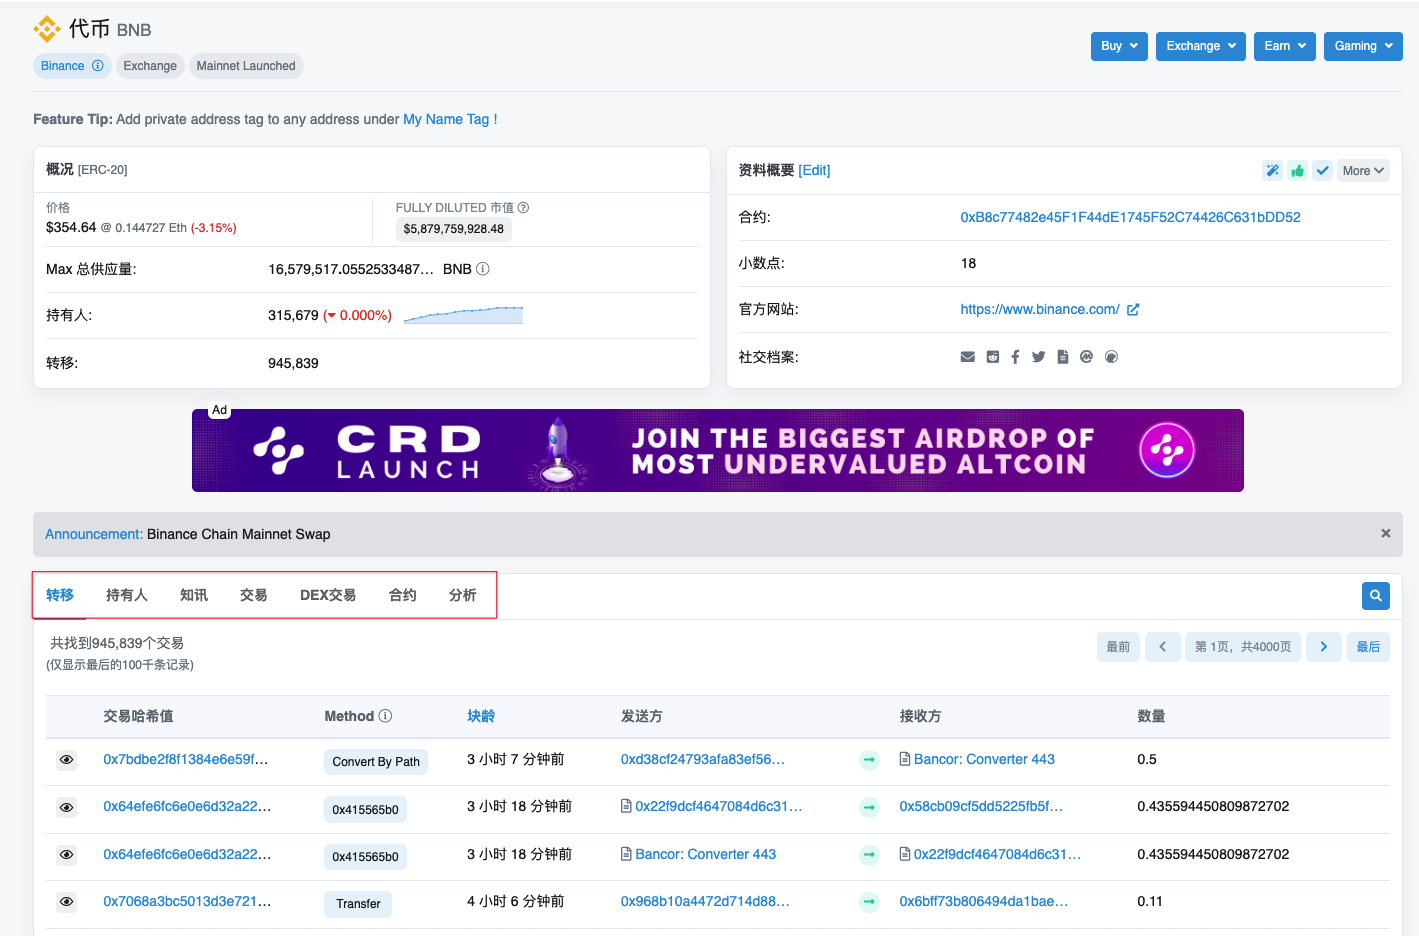 代币 BNB
Binance Exchange Mainnet Launched
Buy Exchange Earn Gaming
Feature Tip: Add private address tag to any address under My Name Tag !
概况 [ERC-20]
价格
$354.64 @ 0.144727 Eth (-3.15%)
FULLY DILUTED 市值
$5,879,759,928.48
Max 总供应量: 16,579,517.0552533487... BNB
持有人: 315,679 (0.000%)
转移: 945,839
资料概要 [Edit] More
合约: 0xB8c77482e45F1F44dE1745F52C74426C631bDD52
小数点: 18
官方网站: https://www.binance.com/
社交档案:
Ad
CRD
LAUNCH
JOIN THE BIGGEST AIRDROP OF
MOST UNDERVALUED ALTCOIN
Announcement: Binance Chain Mainnet Swap
转移 持有人 知讯 交易 DEX交易 合约 分析
共找到945,839个交易
(仅显示最后的100千条记录)
最前 第 1页，共4000页 最后
交易哈希值 Method 块龄 发送方 接收方 数量
0x7bdbe2f8f1384e6e59f... Convert By Path 3 小时 7 分钟前 0xd38cf24793afa83ef56... Bancor: Converter 443 0.5
0x64efe6fc6e0e6d32a22... 0x415565b0 3 小时 18 分钟前 0x22f9dcf4647084d6c31... 0x58cb09cf5dd5225fb5f... 0.435594450809872702
0x64efe6fc6e0e6d32a22... 0x415565b0 3 小时 18 分钟前 Bancor: Converter 443 0x22f9dcf4647084d6c31... 0.435594450809872702
0x7068a3bc5013d3e721... Transfer 4 小时 6 分钟前 0x968b10a4472d714d88... 0x6bff73b806494da1bae... 0.11